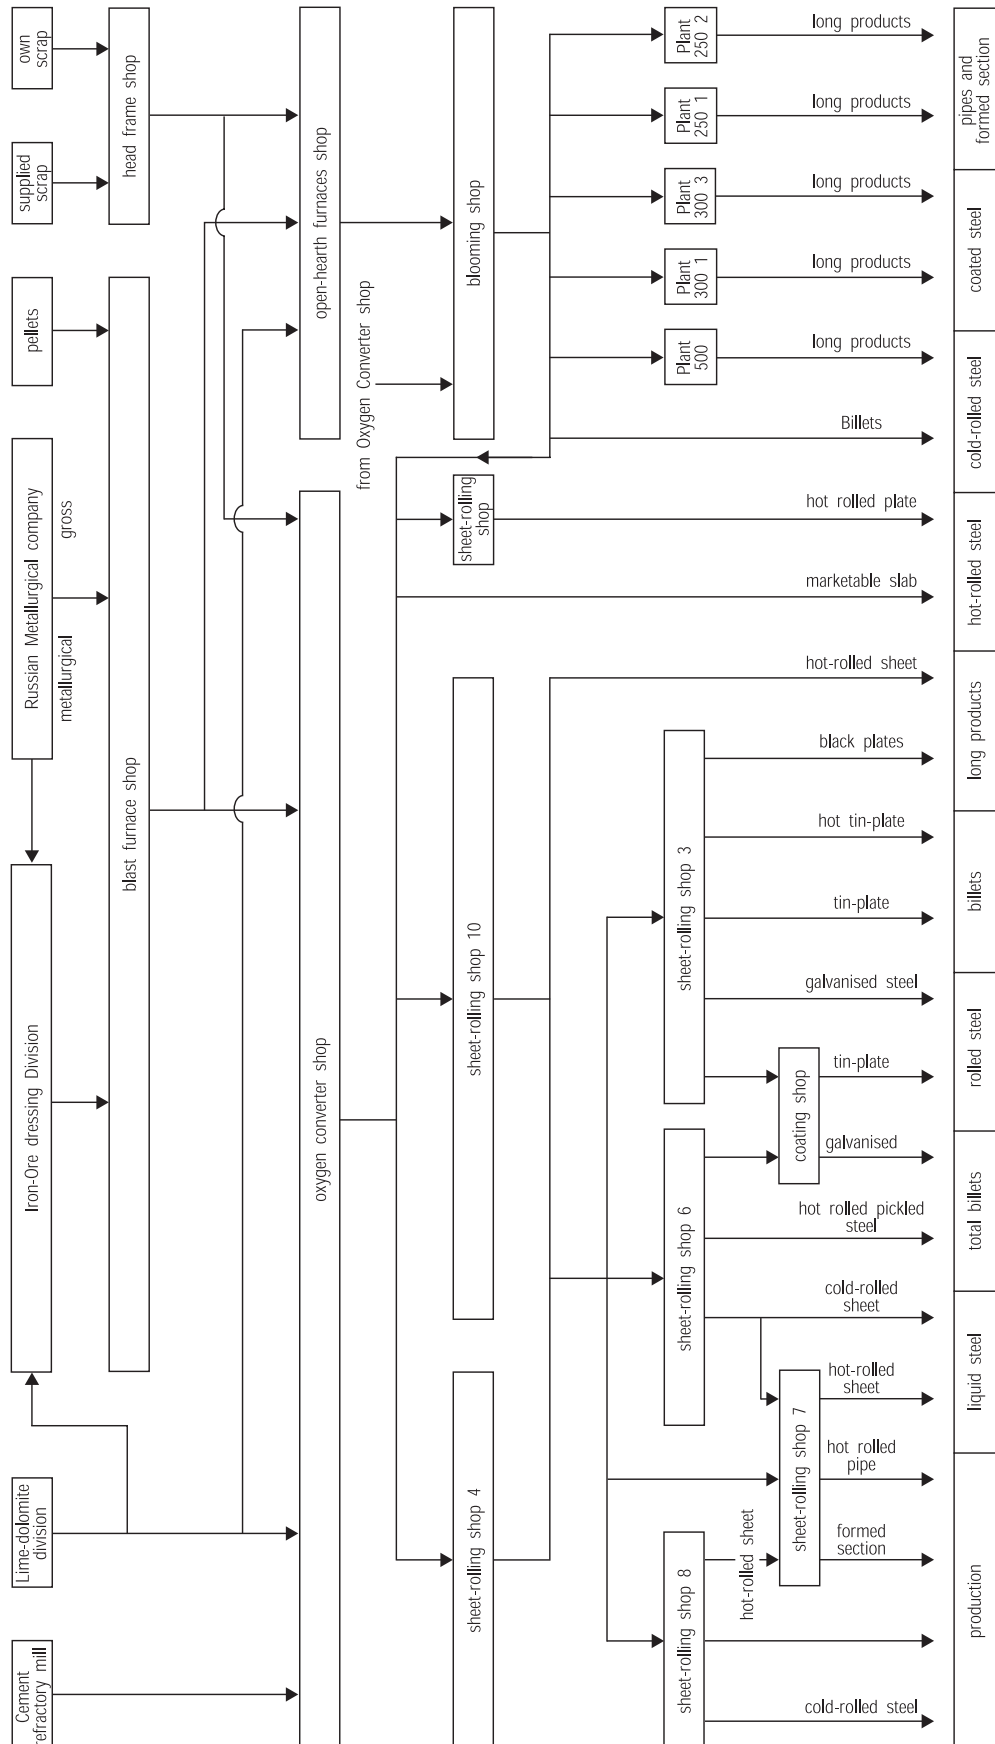 own
scrap
supplied
scrap
pellets
Russian Metallurgical company
gross
metallurgical
Iron-Ore dressing Division
Lime-dolomite
division
Cement
refractory mill
head frame shop
blast furnace shop
open-hearth furnaces shop
from Oxygen Converter shop
oxygen converter shop
blooming shop
sheet-rolling
shop
sheet-rolling shop 10
sheet-rolling shop 4
Plant
250 2
Plant
250 1
Plant
300 3
Plant
300 1
Plant
500
sheet-rolling shop 3
sheet-rolling shop 6
sheet-rolling shop 8
coating shop
sheet-rolling shop 7
hot-rolled sheet
long products
long products
long products
long products
long products
Billets
hot rolled plate
marketable slab
hot-rolled sheet
black plates
hot tin-plate
tin-plate
galvanised steel
tin-plate
galvanised
hot rolled pickled
steel
cold-rolled
sheet
hot-rolled
sheet
hot rolled
pipe
formed
section
cold-rolled steel
pipes and
formed section
coated steel
cold-rolled steel
hot-rolled steel
long products
billets
rolled steel
total billets
liquid steel
production